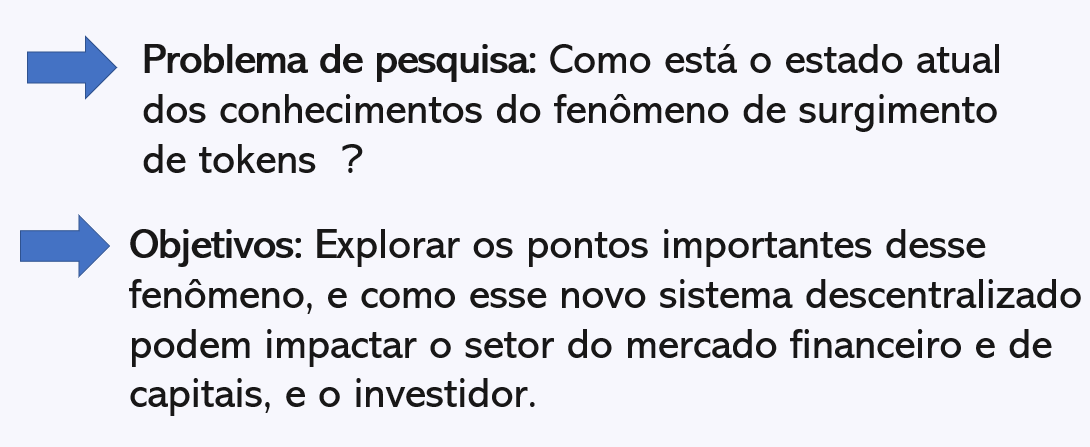 Problema de pesquisa: Como está o estado atual
dos conhecimentos do fenômeno de surgimento
de tokens ?
Objetivos: Explorar os pontos importantes desse
fenômeno, e como esse novo sistema descentralizado
podem impactar o setor do mercado financeiro e de
capitais, e o investidor.